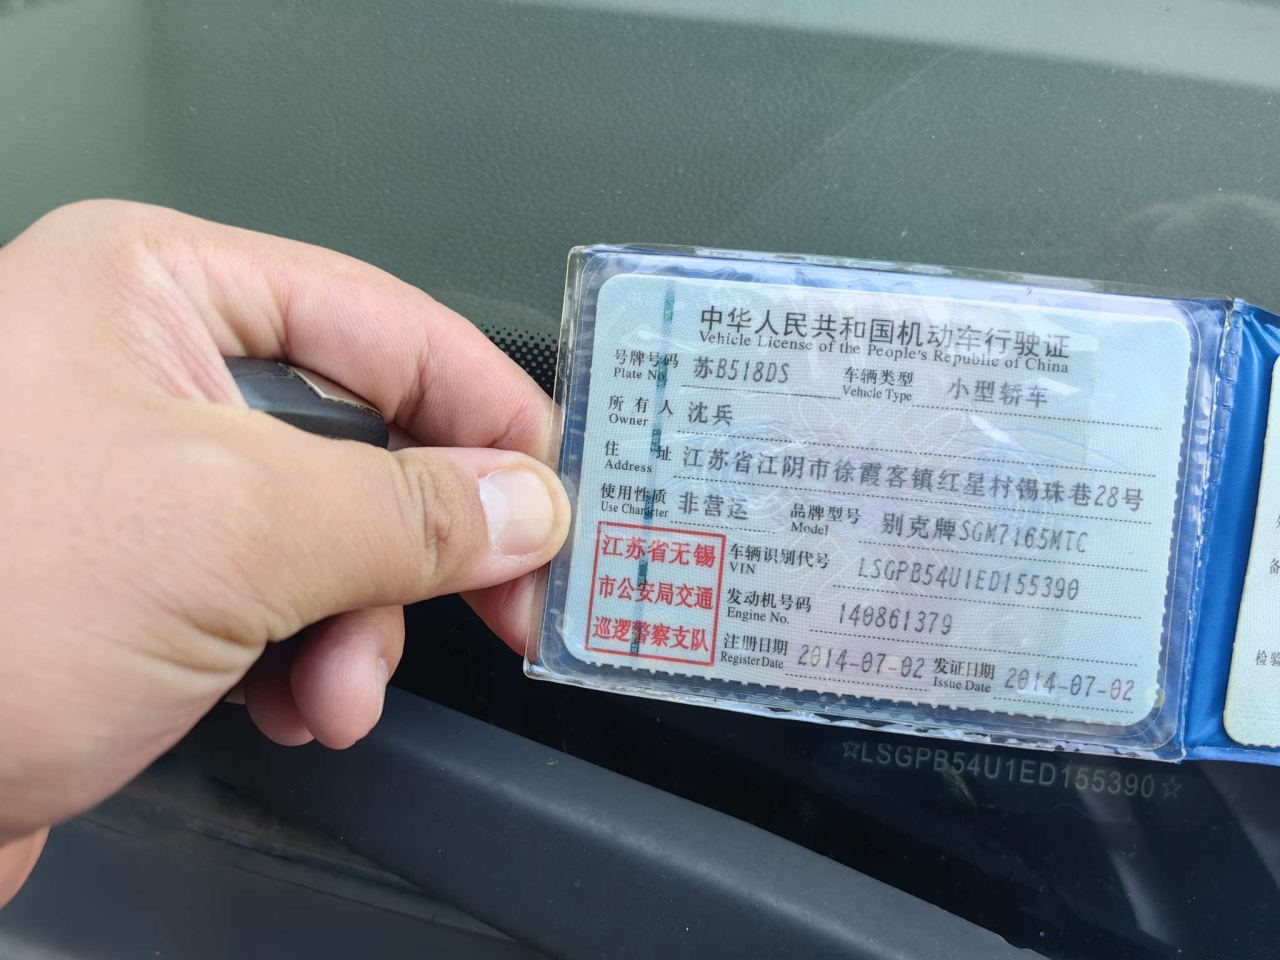 中华人民共和国机动车行驶证
Vehicle License of the People's Republic of China
号牌号码 苏B518DS 车辆类型 小型轿车
Plate No. Vehicle Type
所有人 沈兵
Owner
住址 江苏省江阴市徐霞客镇红星村锡珠巷28号
Address
使用性质 非营运 品牌型号 别克牌SGM7165MTC
Use Character Model
江苏省无锡
市公安局交通
巡逻警察支队
车辆识别代号 LSGPB54U1ED155390
VIN
发动机号码 140861379
Engine No.
注册日期 2014-07-02 发证日期 2014-07-02
Register Date Issue Date
☆LSGPB54U1ED155390☆
备
检验